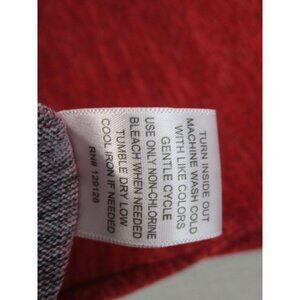 TURN INSIDE OUT
MACHINE WASH COLD
WITH LIKE COLORS
GENTLE CYCLE
USE ONLY NON-CHLORINE
BLEACH WHEN NEEDED
TUMBLE DRY LOW
COOL IRON IF NEEDED
RN# 129128